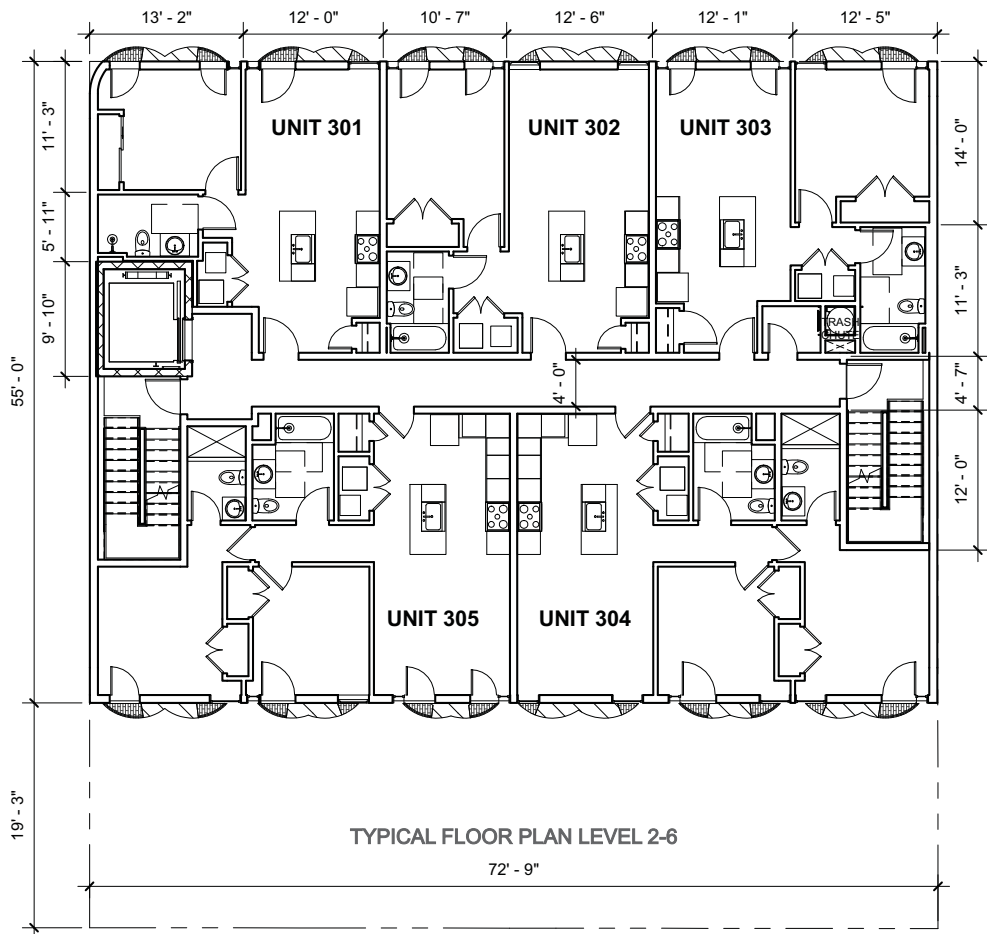 13' - 2"
12' - 0"
10' - 7"
12' - 6"
12' - 1"
12' - 5"
11' - 3"
5' - 11"
9' - 10"
55' - 0"
19' - 3"
UNIT 301
UNIT 302
UNIT 303
14' - 0"
11' - 3"
4' - 7"
12' - 0"
4' - 0"
UNIT 305
UNIT 304
TYPICAL FLOOR PLAN LEVEL 2-6
72' - 9"